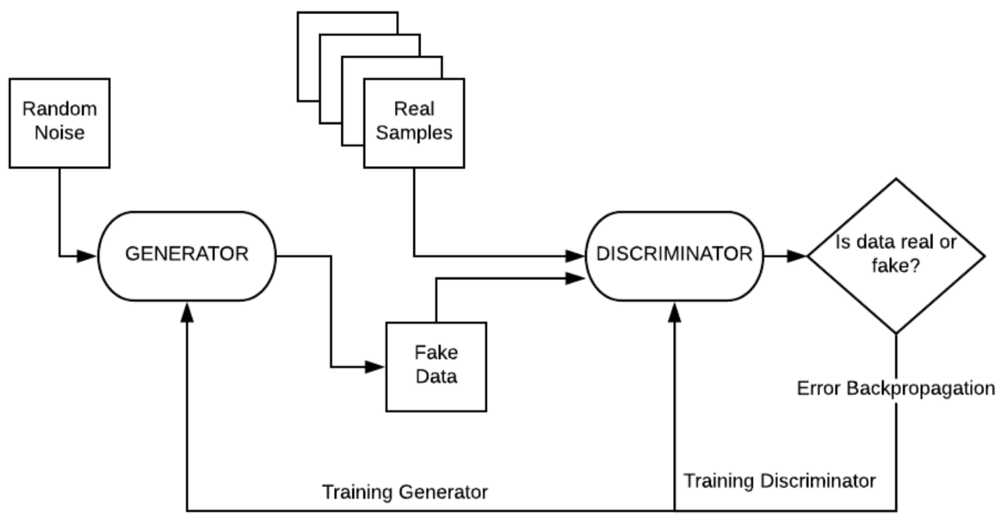 Random
Noise
Real
Samples
GENERATOR
DISCRIMINATOR
Is data real or
fake?
Fake
Data
Error Backpropagation
Training Generator
Training Discriminator